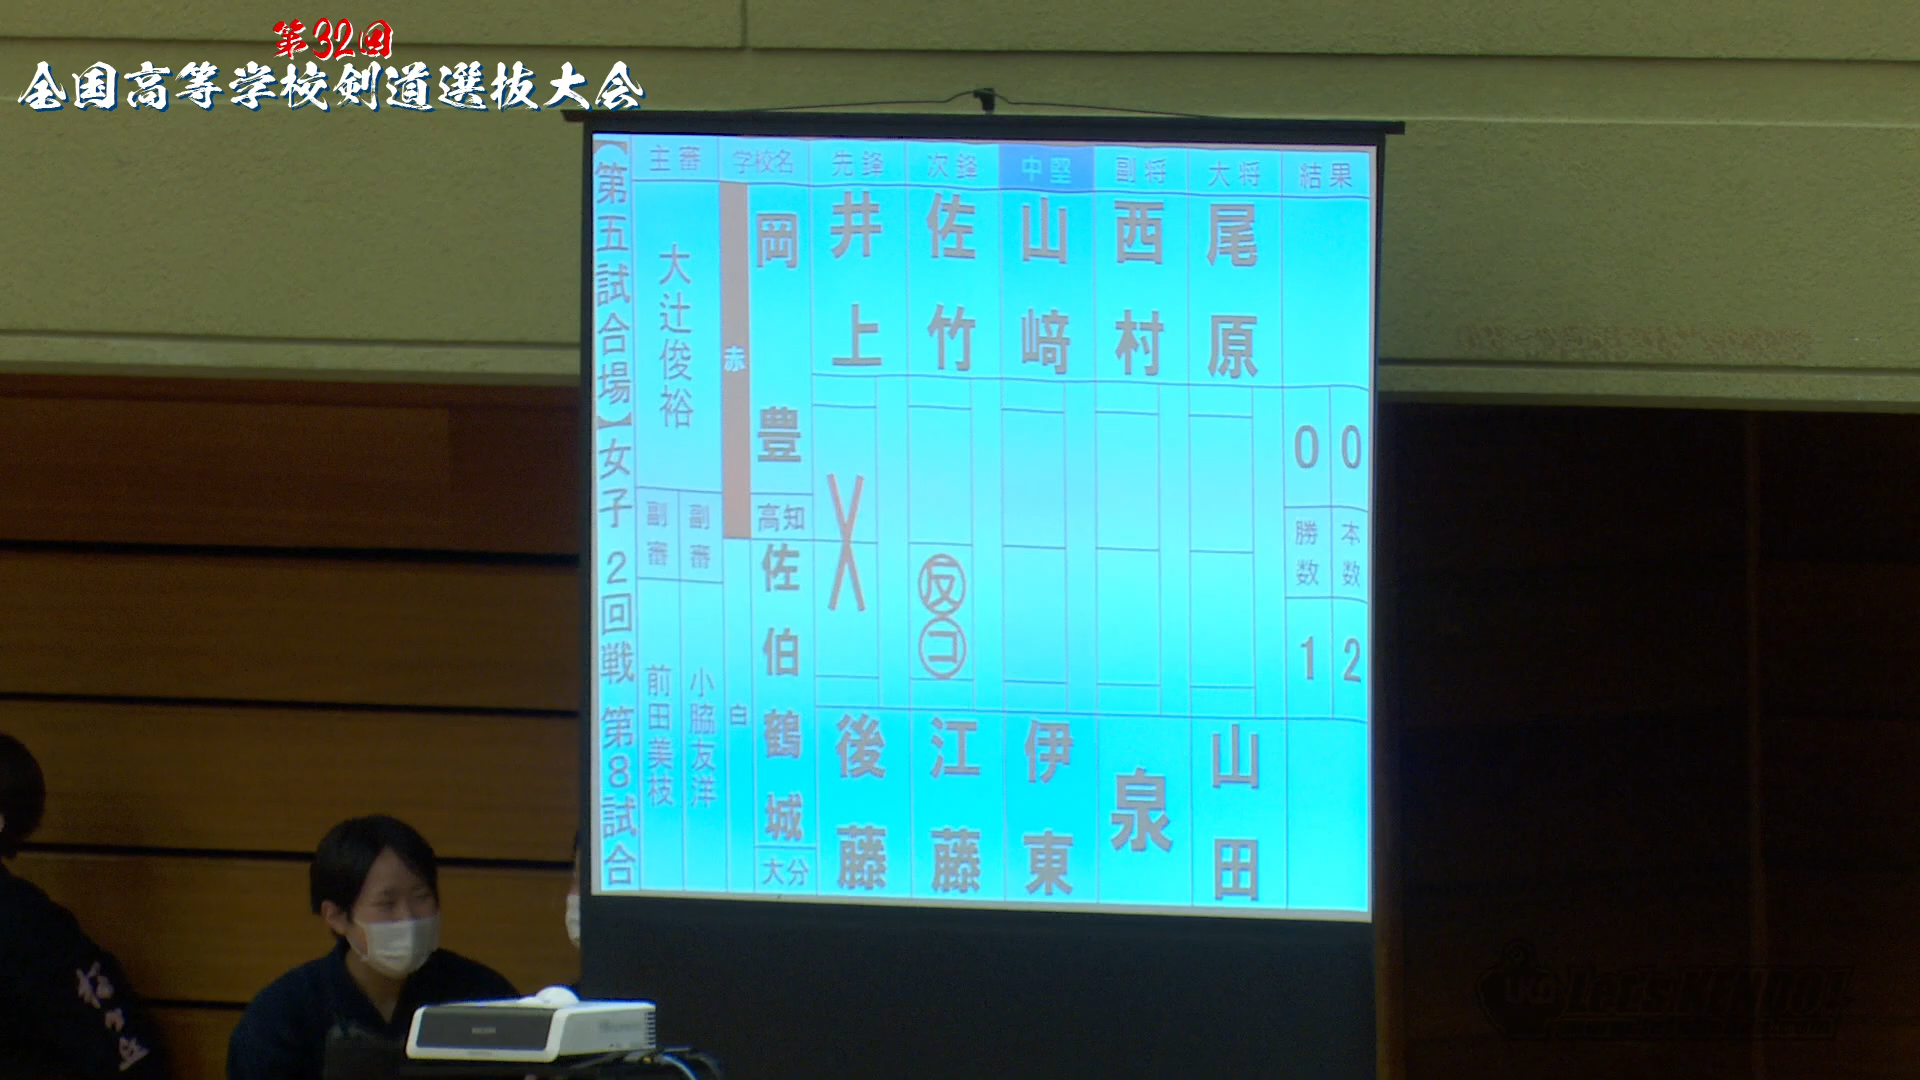 第32回
全国高等学校剣道選抜大会
【第五試合場】女子 2回戦 第8試合
主審 学校名 先鋒 次鋒 中堅 副将 大将 結果
大辻俊裕
副審 副審
前田美枝 小脇友洋
赤
岡豊
高知
井上 佐竹 山﨑 西村 尾原
0 0
勝数 本数
反
コ
1 2
白
佐伯鶴城
大分
後藤 江藤 伊東 泉 山田
Let's KENDO!